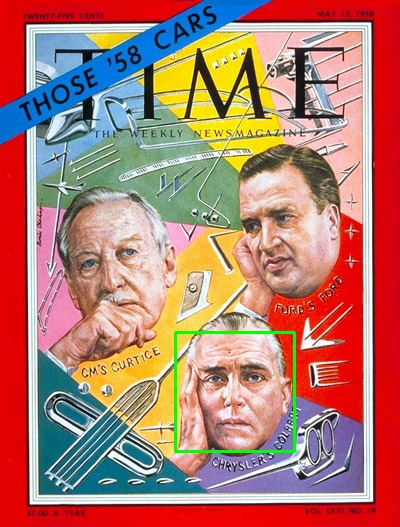 TWENTY-FIVE CENTS
MAY 12, 1958
THOSE '58 CARS
TIME
THE WEEKLY NEWSMAGAZINE
FORD'S FORD
GM'S CURTICE
CHRYSLER'S COLBERT
$7.00 A YEAR
VOL. LXXI NO. 19